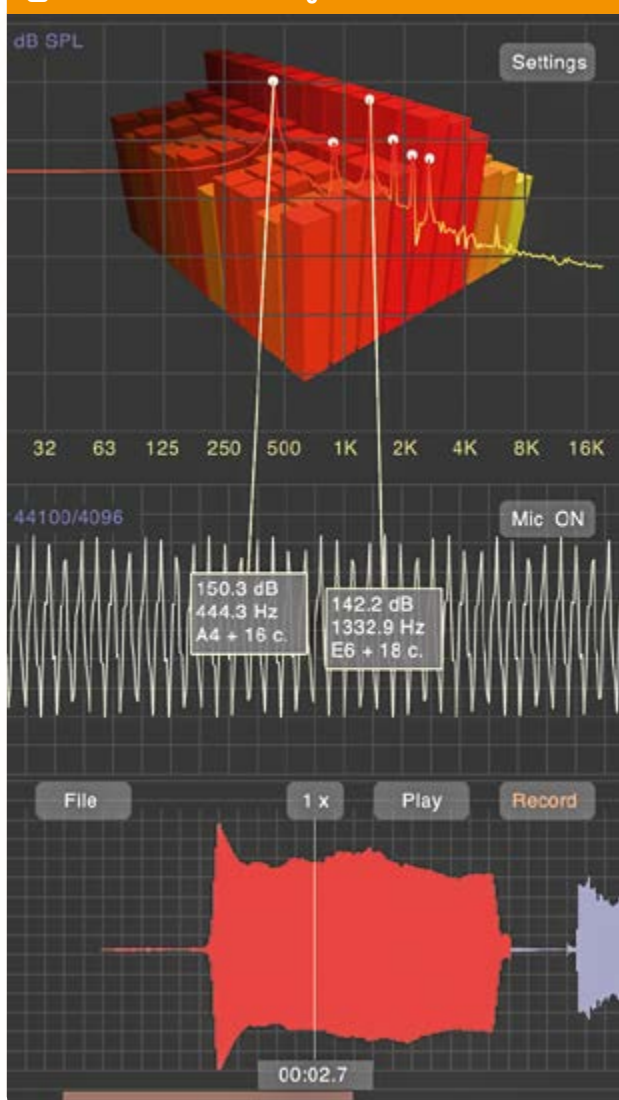 dB SPL
Settings
32 63 125 250 500 1K 2K 4K 8K 16K
44100/4096
Mic ON
150.3 dB
444.3 Hz
A4 + 16 c.
142.2 dB
1332.9 Hz
E6 + 18 c.
File 1 x Play Record
00:02.7